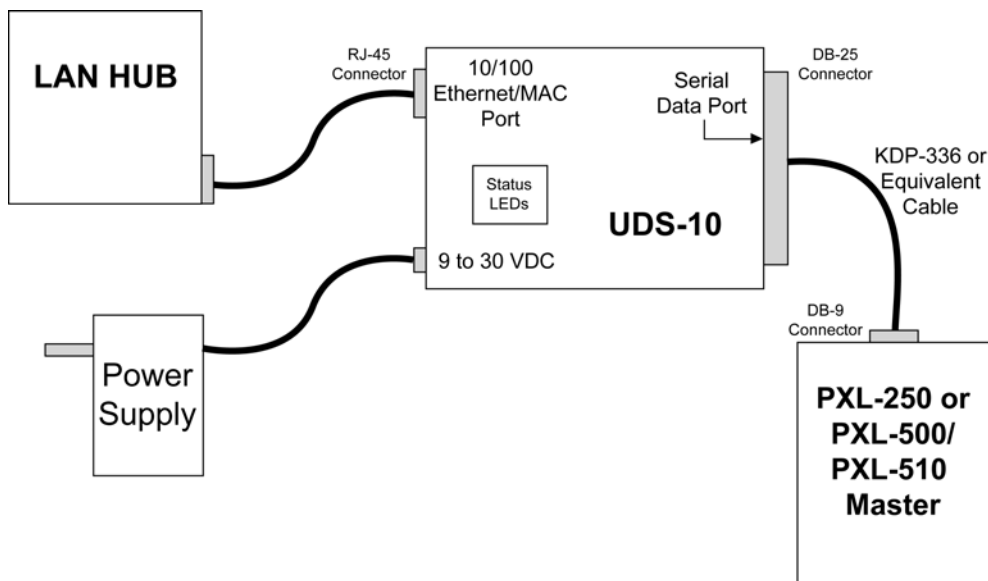 LAN HUB
RJ-45
Connector
10/100
Ethernet/MAC
Port
Serial
Data Port
DB-25
Connector
KDP-336 or
Equivalent
Cable
Status
LEDs
UDS-10
9 to 30 VDC
DB-9
Connector
Power
Supply
PXL-250 or
PXL-500/
PXL-510
Master